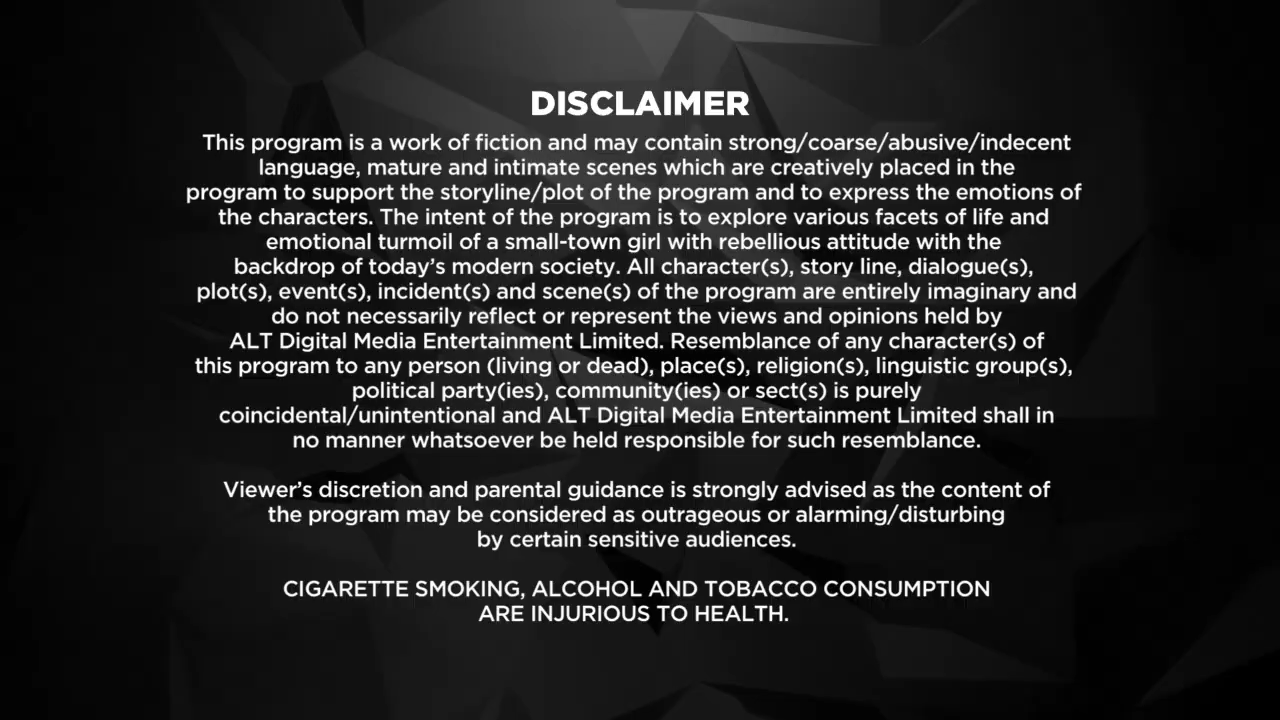 DISCLAIMER
This program is a work of fiction and may contain strong/coarse/abusive/indecent
language, mature and intimate scenes which are creatively placed in the
program to support the storyline/plot of the program and to express the emotions of
the characters. The intent of the program is to explore various facets of life and
emotional turmoil of a small-town girl with rebellious attitude with the
backdrop of today’s modern society. All character(s), story line, dialogue(s),
plot(s), event(s), incident(s) and scene(s) of the program are entirely imaginary and
do not necessarily reflect or represent the views and opinions held by
ALT Digital Media Entertainment Limited. Resemblance of any character(s) of
this program to any person (living or dead), place(s), religion(s), linguistic group(s),
political party(ies), community(ies) or sect(s) is purely
coincidental/unintentional and ALT Digital Media Entertainment Limited shall in
no manner whatsoever be held responsible for such resemblance.
Viewer’s discretion and parental guidance is strongly advised as the content of
the program may be considered as outrageous or alarming/disturbing
by certain sensitive audiences.
CIGARETTE SMOKING, ALCOHOL AND TOBACCO CONSUMPTION
ARE INJURIOUS TO HEALTH.